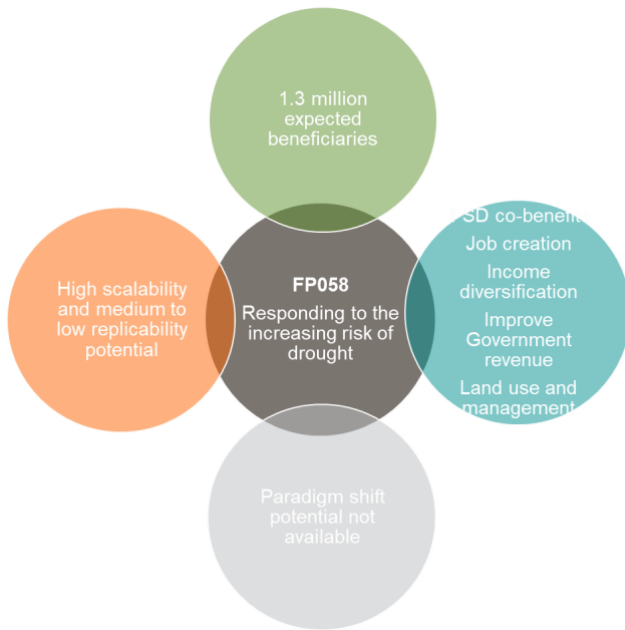 1.3 million
expected
beneficiaries
High scalability
and medium to
low replicability
potential
FP058
Responding to the
increasing risk of
drought
SD co-benefit
Job creation
Income
diversification
Improve
Government
revenue
Land use and
management
Paradigm shift
potential not
available